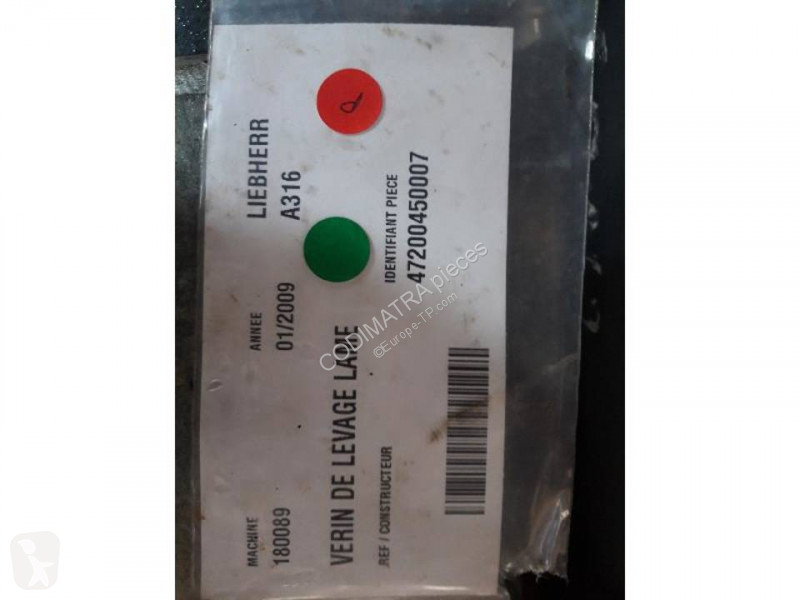 MACHINE
180089
ANNEE
01/2009
LIEBHERR
A316
VERIN DE LEVAGE LAME
REF / CONSTRUCTEUR
IDENTIFIANT PIECE
47200450007
CODIMATRA pieces
©Europe-TP.com